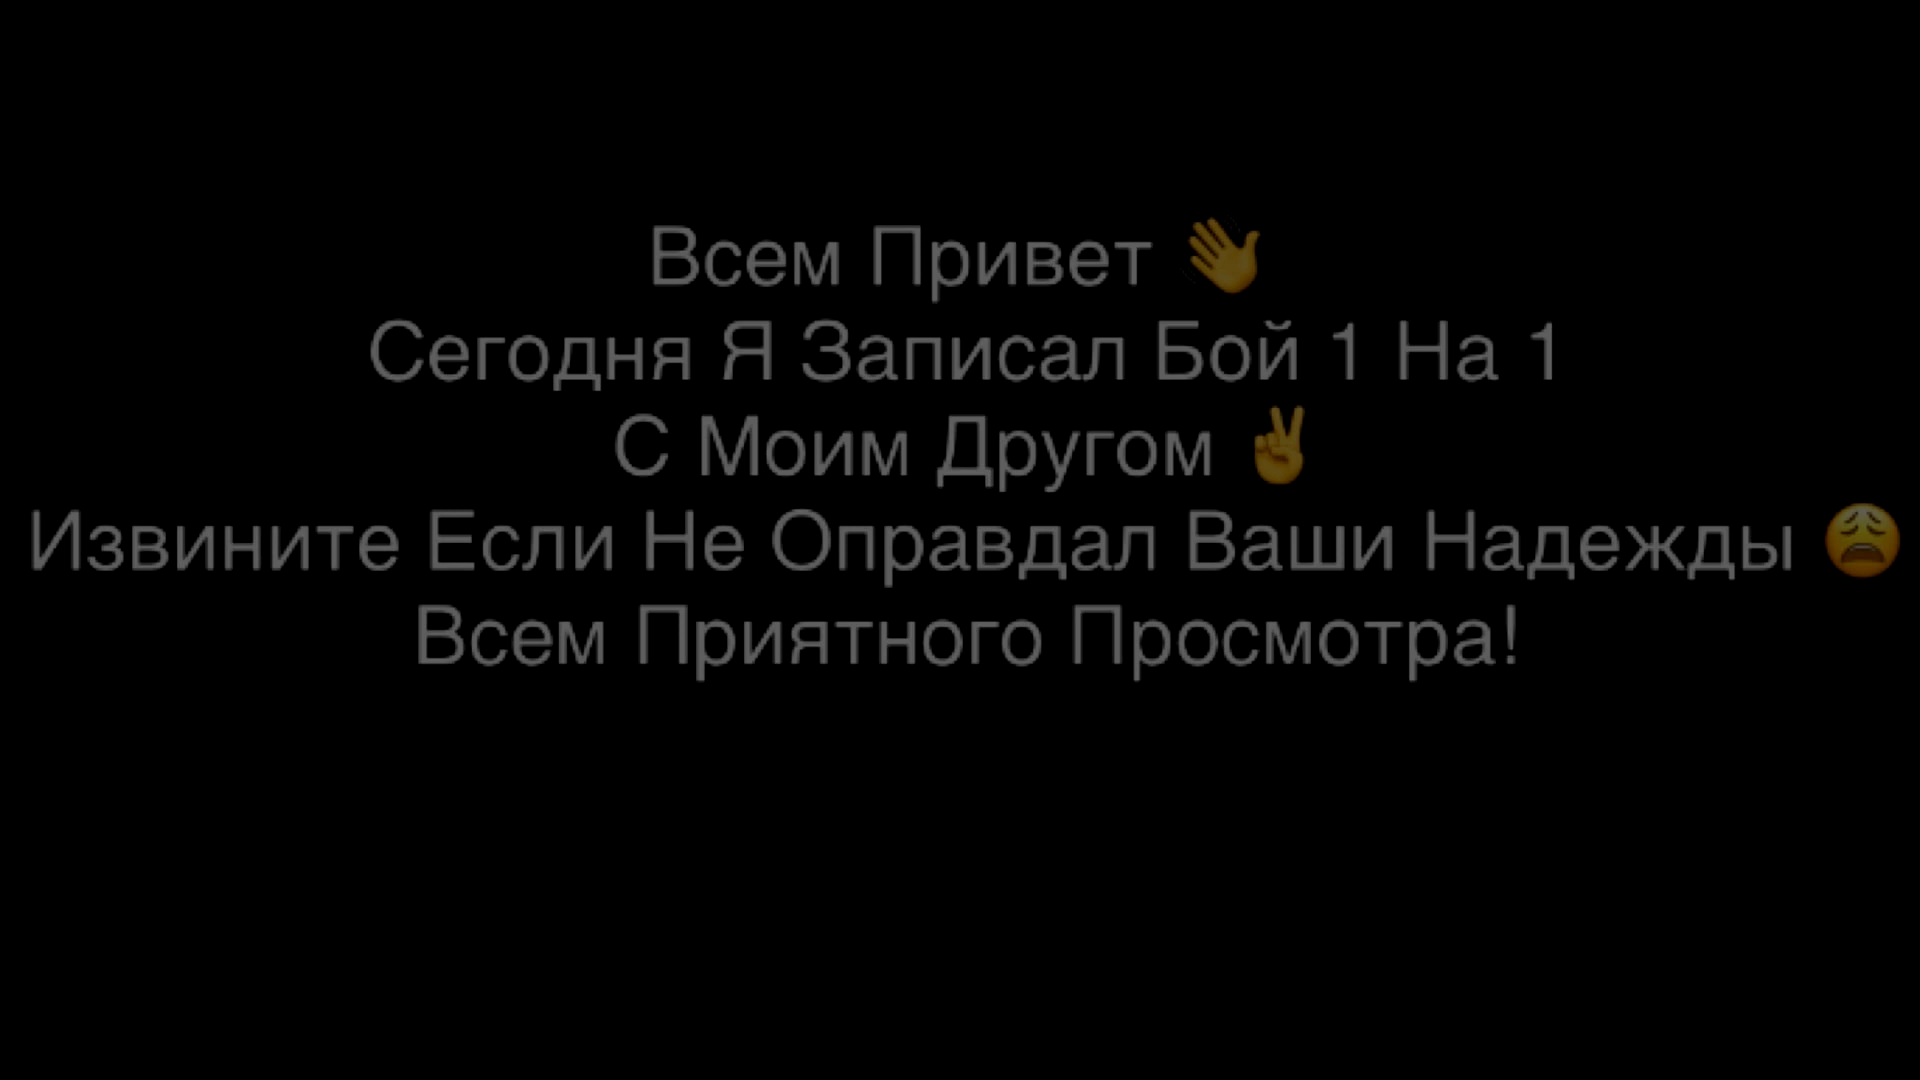 Всем Привет 👋
Сегодня Я Записал Бой 1 На 1
С Моим Другом ✌️
Извините Если Не Оправдал Ваши Надежды 😩
Всем Приятного Просмотра!